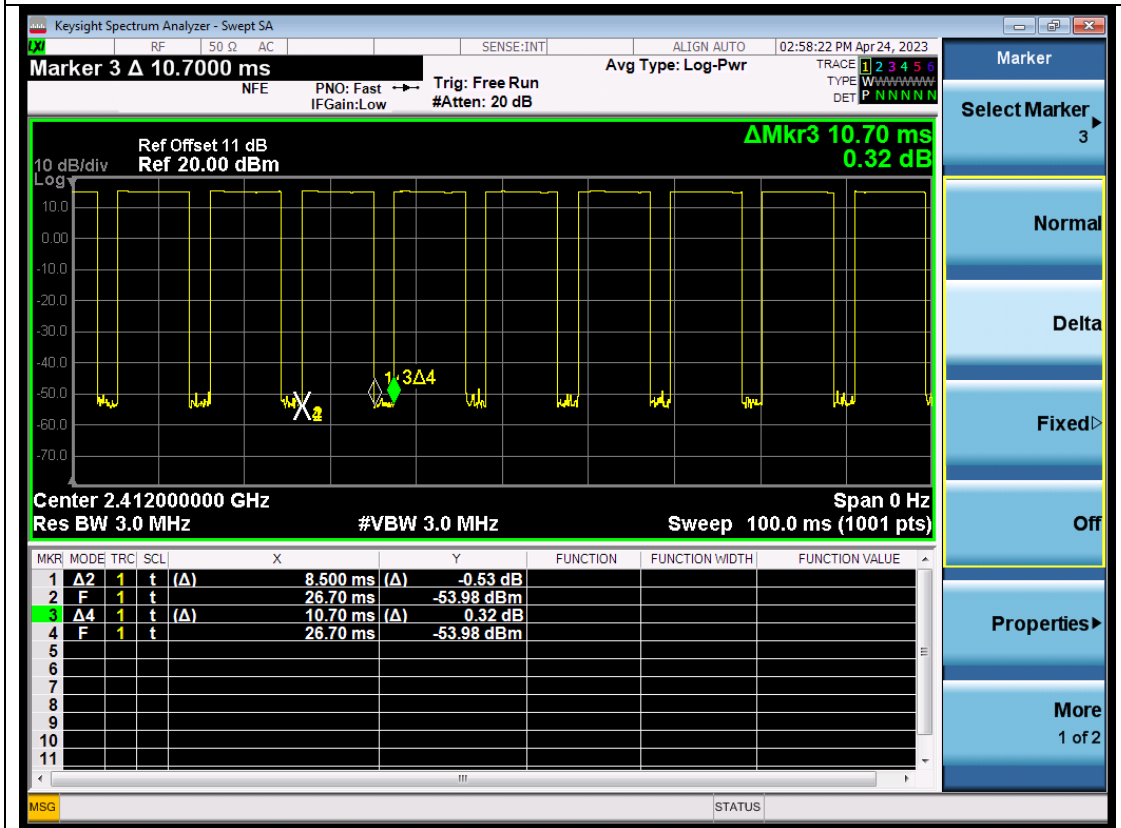 Keysight Spectrum Analyzer - Swept SA
LXI RF 50 Ω AC SENSE:INT ALIGN AUTO 02:58:22 PM Apr 24, 2023
Marker 3 Δ 10.7000 ms
NFE
PNO: Fast
IFGain:Low
Trig: Free Run
#Atten: 20 dB
Avg Type: Log-Pwr
TRACE 1 2 3 4 5 6
TYPE WWWWWW
DET P N N N N N
ΔMkr3 10.70 ms
0.32 dB
Ref Offset 11 dB
10 dB/div Ref 20.00 dBm
Log
10.0
0.00
-10.0
-20.0
-30.0
-40.0
-50.0
-60.0
-70.0
3Δ4
Center 2.412000000 GHz Span 0 Hz
Res BW 3.0 MHz #VBW 3.0 MHz Sweep 100.0 ms (1001 pts)
MKR MODE TRC SCL X Y FUNCTION FUNCTION WIDTH FUNCTION VALUE
1 Δ2 1 t (Δ) 8.500 ms (Δ) -0.53 dB
2 F 1 t 26.70 ms -53.98 dBm
3 Δ4 1 t (Δ) 10.70 ms (Δ) 0.32 dB
4 F 1 t 26.70 ms -53.98 dBm
5
6
7
8
9
10
11
MSG STATUS
Marker
Select Marker
3
Normal
Delta
Fixed
Off
Properties
More
1 of 2